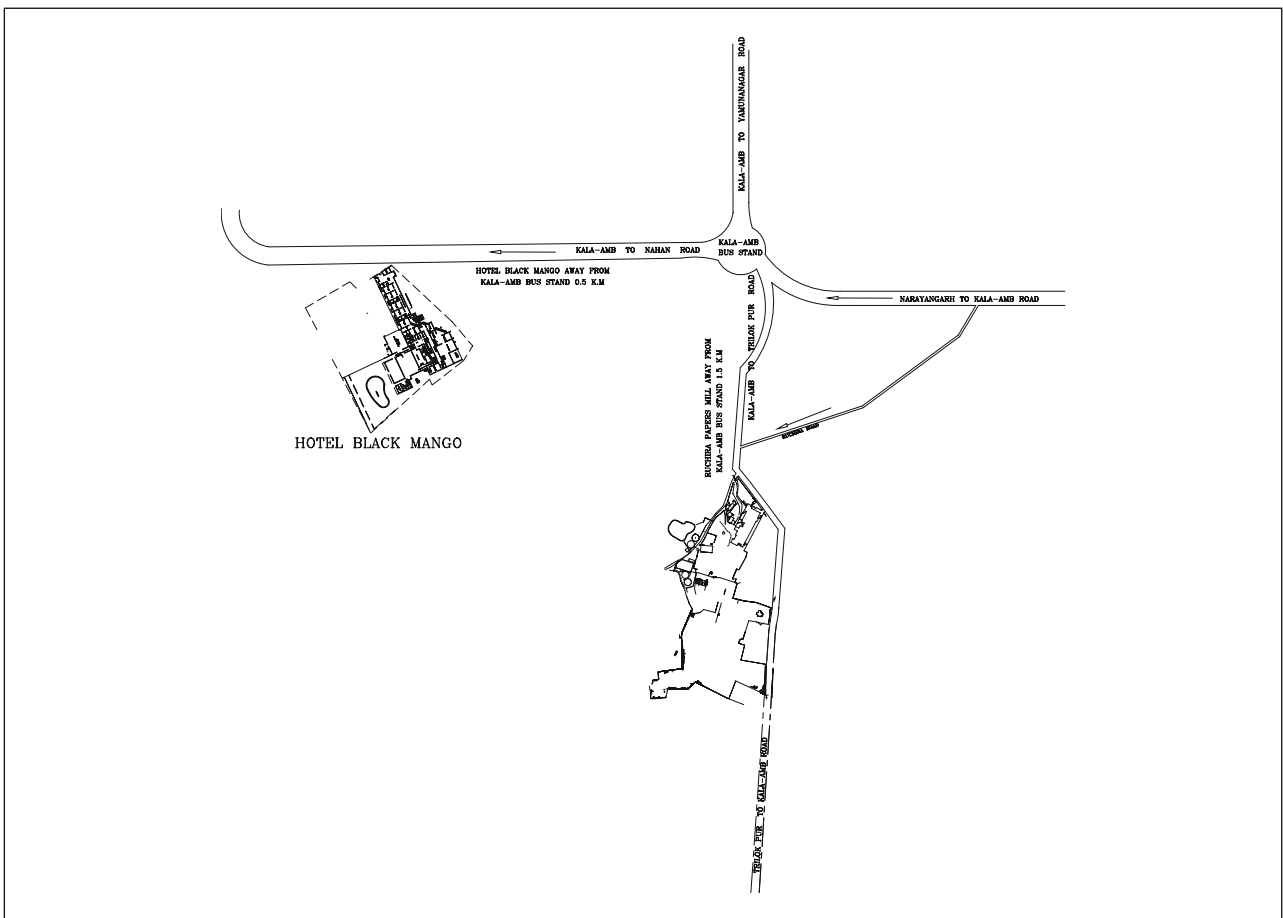 KALA-AMB TO YAMUNANAGAR ROAD
KALA-AMB
BUS STAND
KALA-AMB TO NAHAN ROAD
HOTEL BLACK MANGO AWAY FROM
KALA-AMB BUS STAND 0.5 K.M
NARAYANGARH TO KALA-AMB ROAD
KALA-AMB TO TRILOK PUR ROAD
RUCHIRA PAPERS MILL AWAY FROM
KALA-AMB BUS STAND 1.5 K.M
RUCHIRA ROAD
HOTEL BLACK MANGO
TRILOK PUR TO KALA-AMB ROAD